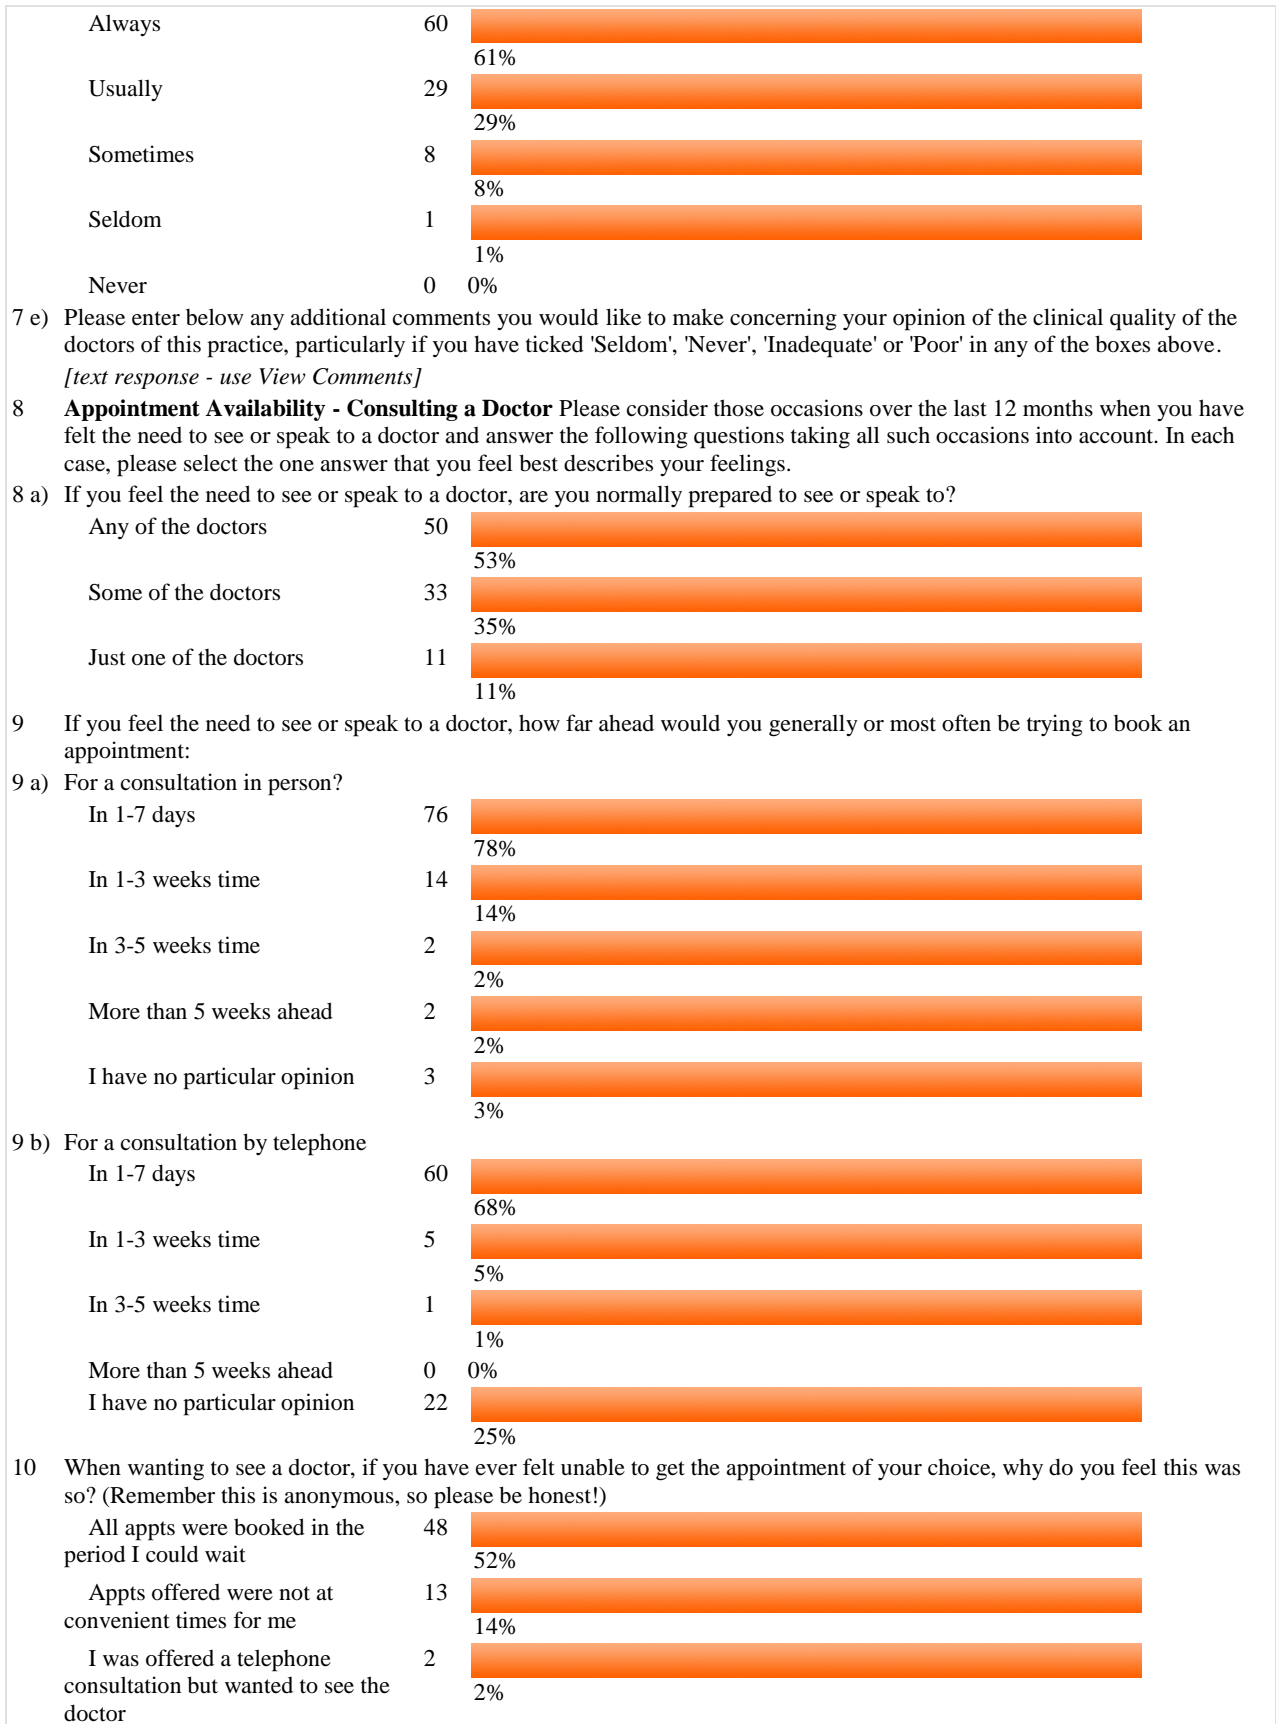 Always 60
61%
Usually 29
29%
Sometimes 8
8%
Seldom 1
1%
Never 0 0%
7 e) Please enter below any additional comments you would like to make concerning your opinion of the clinical quality of the
doctors of this practice, particularly if you have ticked 'Seldom', 'Never', 'Inadequate' or 'Poor' in any of the boxes above.
[text response - use View Comments]
8 Appointment Availability - Consulting a Doctor Please consider those occasions over the last 12 months when you have
felt the need to see or speak to a doctor and answer the following questions taking all such occasions into account. In each
case, please select the one answer that you feel best describes your feelings.
8 a) If you feel the need to see or speak to a doctor, are you normally prepared to see or speak to?
Any of the doctors 50
53%
Some of the doctors 33
35%
Just one of the doctors 11
11%
9 If you feel the need to see or speak to a doctor, how far ahead would you generally or most often be trying to book an
appointment:
9 a) For a consultation in person?
In 1-7 days 76
78%
In 1-3 weeks time 14
14%
In 3-5 weeks time 2
2%
More than 5 weeks ahead 2
2%
I have no particular opinion 3
3%
9 b) For a consultation by telephone
In 1-7 days 60
68%
In 1-3 weeks time 5
5%
In 3-5 weeks time 1
1%
More than 5 weeks ahead 0 0%
I have no particular opinion 22
25%
10 When wanting to see a doctor, if you have ever felt unable to get the appointment of your choice, why do you feel this was
so? (Remember this is anonymous, so please be honest!)
All appts were booked in the 48
period I could wait
52%
Appts offered were not at 13
convenient times for me
14%
I was offered a telephone 2
consultation but wanted to see the
2%
doctor